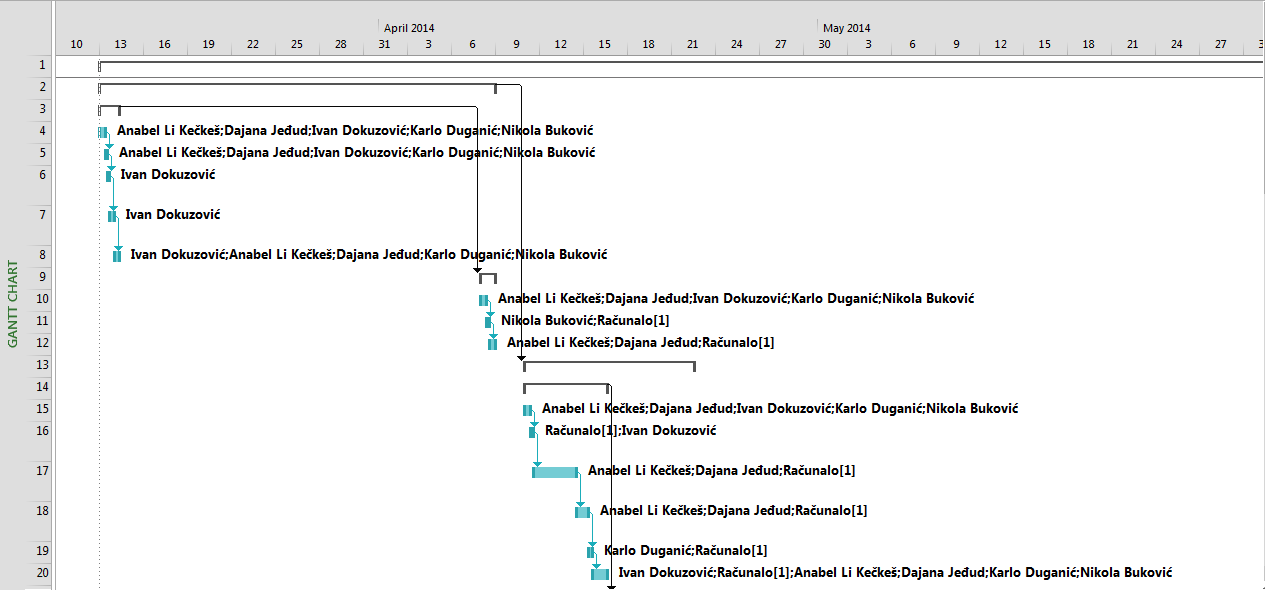 April 2014 May 2014
10 13 16 19 22 25 28 31 3 6 9 12 15 18 21 24 27 30 3 6 9 12 15 18 21 24 27 3
GANTT CHART
1
2
3
4 Anabel Li Kečkeš;Dajana Jeđud;Ivan Dokuzović;Karlo Duganić;Nikola Buković
5 Anabel Li Kečkeš;Dajana Jeđud;Ivan Dokuzović;Karlo Duganić;Nikola Buković
6 Ivan Dokuzović
7 Ivan Dokuzović
8 Ivan Dokuzović;Anabel Li Kečkeš;Dajana Jeđud;Karlo Duganić;Nikola Buković
9
10 Anabel Li Kečkeš;Dajana Jeđud;Ivan Dokuzović;Karlo Duganić;Nikola Buković
11 Nikola Buković;Računalo[1]
12 Anabel Li Kečkeš;Dajana Jeđud;Računalo[1]
13
14
15 Anabel Li Kečkeš;Dajana Jeđud;Ivan Dokuzović;Karlo Duganić;Nikola Buković
16 Računalo[1];Ivan Dokuzović
17 Anabel Li Kečkeš;Dajana Jeđud;Računalo[1]
18 Anabel Li Kečkeš;Dajana Jeđud;Računalo[1]
19 Karlo Duganić;Računalo[1]
20 Ivan Dokuzović;Računalo[1];Anabel Li Kečkeš;Dajana Jeđud;Karlo Duganić;Nikola Buković